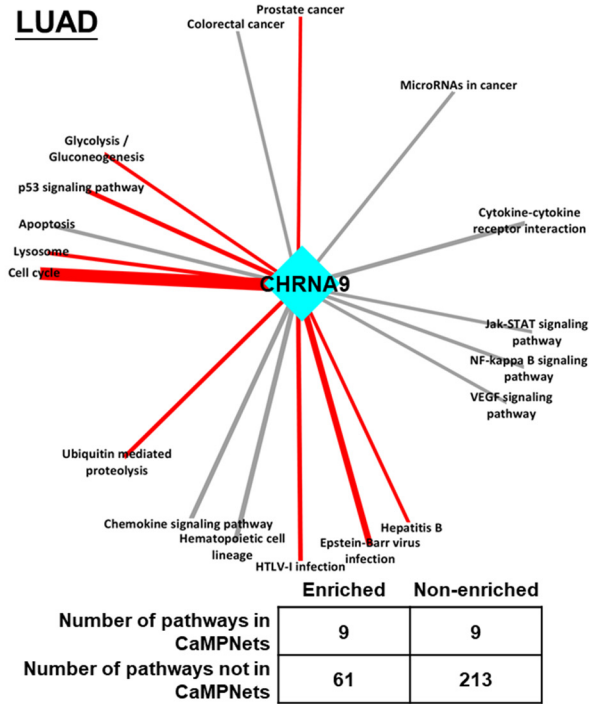 LUAD
Prostate cancer
Colorectal cancer
MicroRNAs in cancer
Glycolysis /
Gluconeogenesis
p53 signaling pathway
Cytokine-cytokine
receptor interaction
Apoptosis
Lysosome
Cell cycle
CHRNA9
Jak-STAT signaling
pathway
NF-kappa B signaling
pathway
VEGF signaling
pathway
Ubiquitin mediated
proteolysis
Chemokine signaling pathway
Hematopoietic cell
lineage
HTLV-I infection
Epstein-Barr virus
infection
Hepatitis B
Enriched Non-enriched
Number of pathways in
CaMPNets
9 9
Number of pathways not in
CaMPNets
61 213